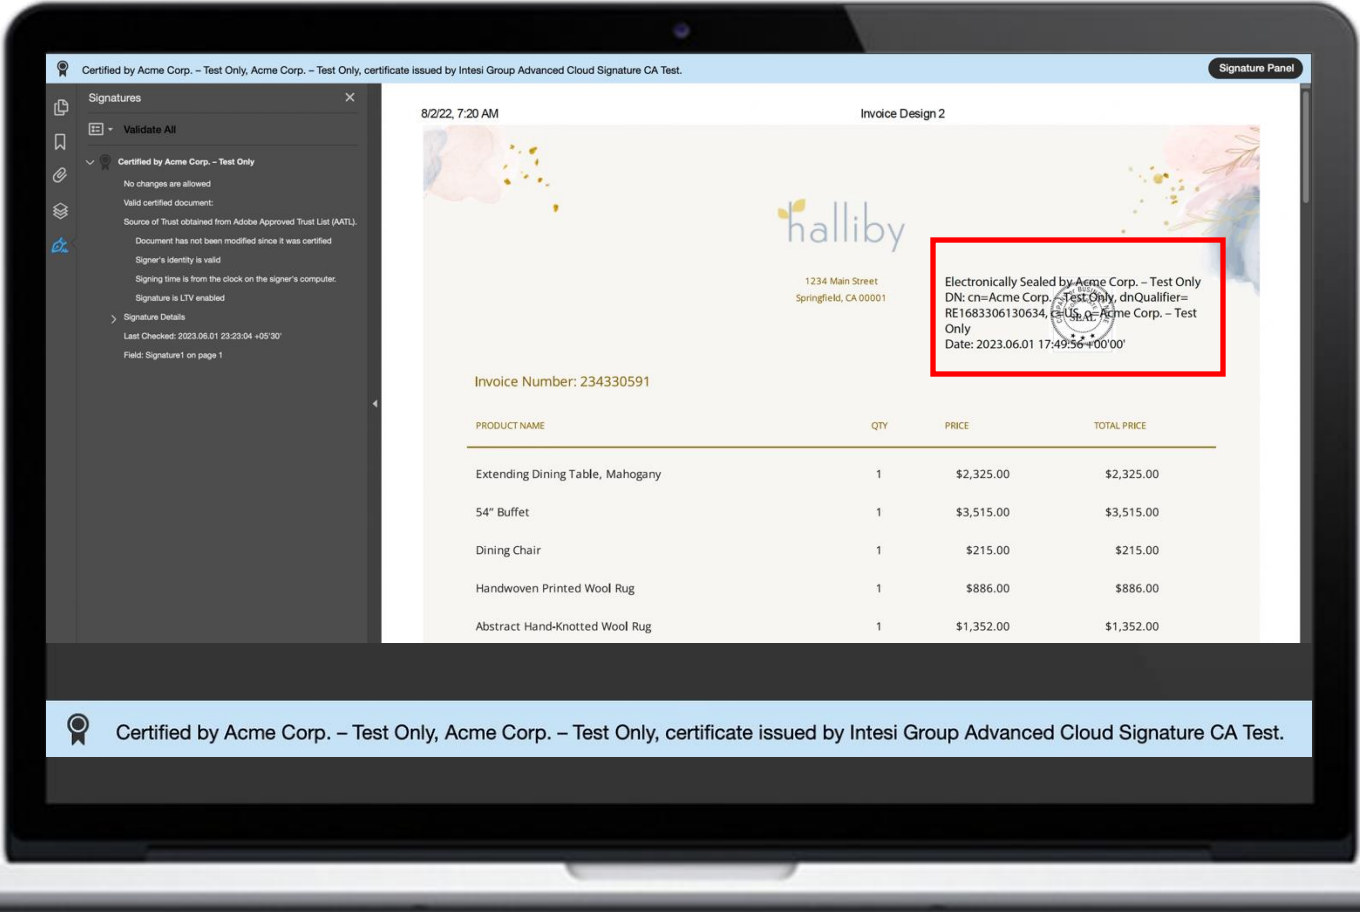 Certified by Acme Corp. – Test Only, Acme Corp. – Test Only, certificate issued by Intesi Group Advanced Cloud Signature CA Test.
Signature Panel
Signatures
Validate All
Certified by Acme Corp. – Test Only
No changes are allowed
Valid certified document:
Source of Trust obtained from Adobe Approved Trust List (AATL).
Document has not been modified since it was certified
Signer's identity is valid
Signing time is from the clock on the signer's computer.
Signature is LTV enabled
Signature Details
Last Checked: 2023.06.01 23:23:04 +05'30'
Field: Signature1 on page 1
8/2/22, 7:20 AM Invoice Design 2
halliby
1234 Main Street
Springfield, CA 00001
Electronically Sealed by Acme Corp. – Test Only
DN: cn=Acme Corp. – Test Only, dnQualifier=
RE1683306130634, c=US, o=Acme Corp. – Test
Only
Date: 2023.06.01 17:49:56 +00'00'
SEAL
Invoice Number: 234330591
PRODUCT NAME QTY PRICE TOTAL PRICE
Extending Dining Table, Mahogany 1 $2,325.00 $2,325.00
54" Buffet 1 $3,515.00 $3,515.00
Dining Chair 1 $215.00 $215.00
Handwoven Printed Wool Rug 1 $886.00 $886.00
Abstract Hand-Knotted Wool Rug 1 $1,352.00 $1,352.00
Certified by Acme Corp. – Test Only, Acme Corp. – Test Only, certificate issued by Intesi Group Advanced Cloud Signature CA Test.